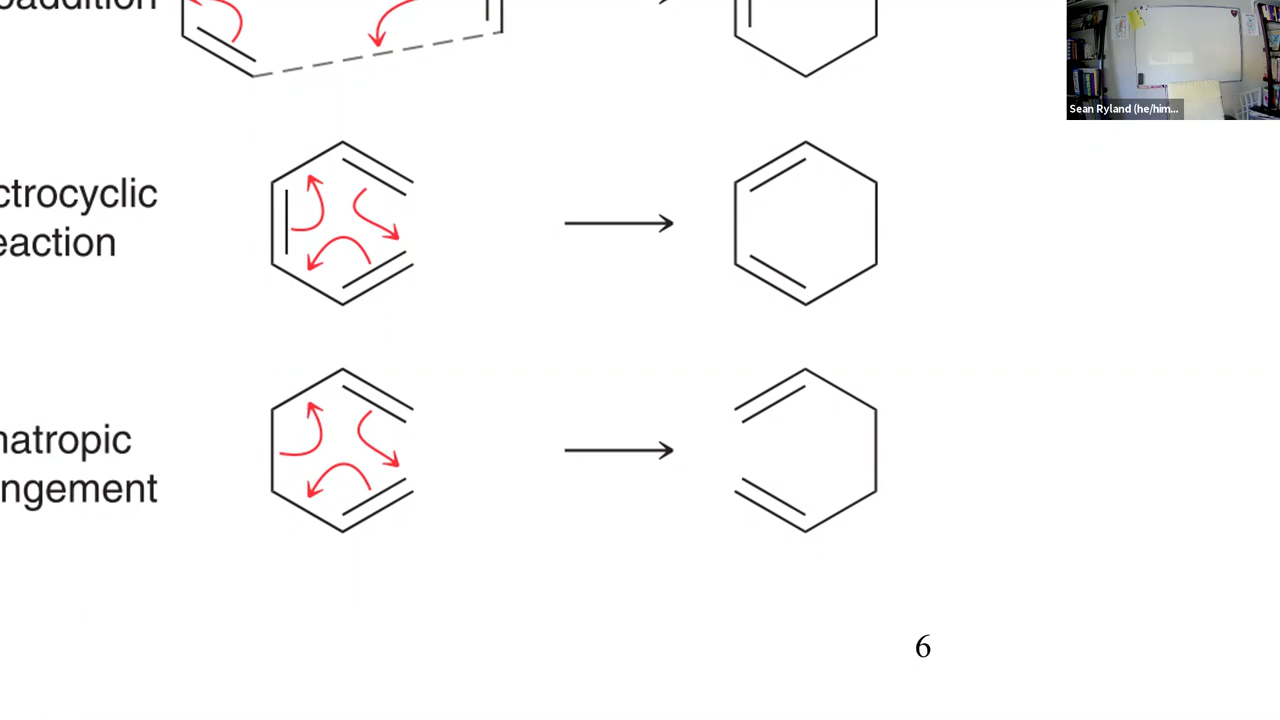 oaddition
Sean Ryland (he/him...
ctrocyclic
eaction
natropic
ngement
6